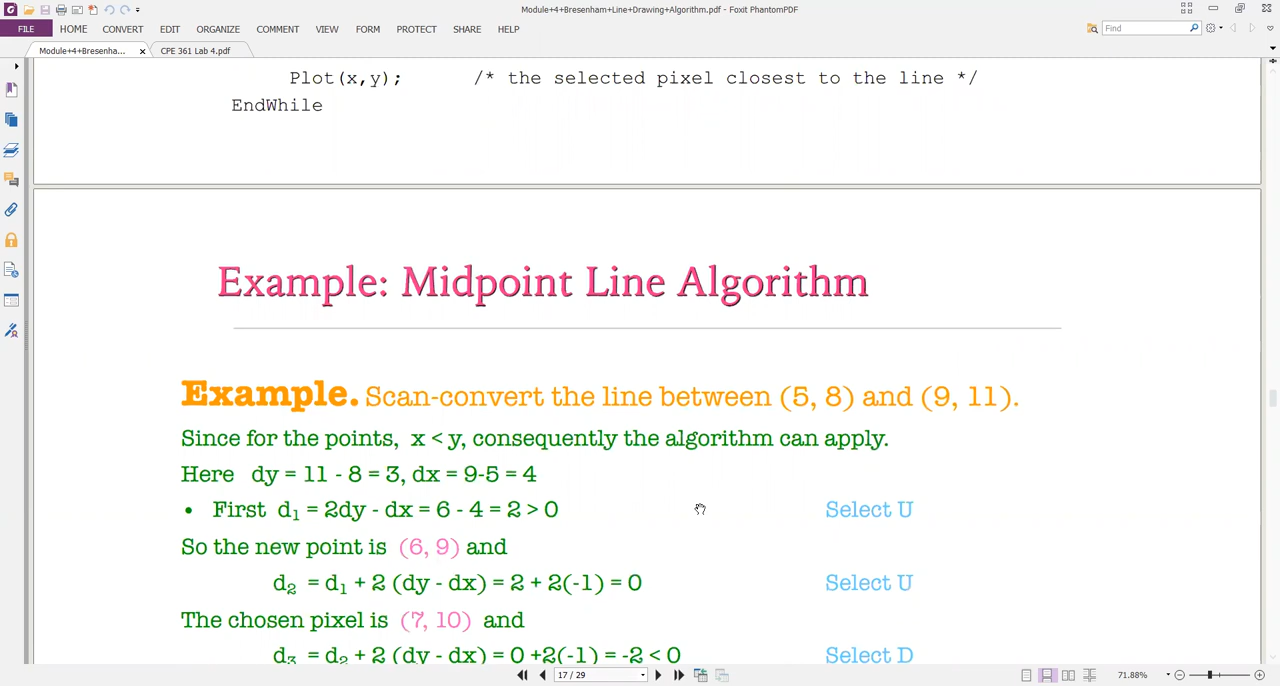 Module+4+Bresenham+Line+Drawing+Algorithm.pdf - Foxit PhantomPDF
FILE HOME CONVERT EDIT ORGANIZE COMMENT VIEW FORM PROTECT SHARE HELP Find
Module+4+Bresenha... CPE 361 Lab 4.pdf
Plot(x,y); /* the selected pixel closest to the line */
EndWhile
Example: Midpoint Line Algorithm
Example. Scan-convert the line between (5, 8) and (9, 11).
Since for the points, x < y, consequently the algorithm can apply.
Here dy = 11 - 8 = 3, dx = 9-5 = 4
• First d₁ = 2dy - dx = 6 - 4 = 2 > 0 Select U
So the new point is (6, 9) and
d₂ = d₁ + 2 (dy - dx) = 2 + 2(-1) = 0 Select U
The chosen pixel is (7, 10) and
d₃ = d₂ + 2 (dy - dx) = 0 +2(-1) = -2 < 0 Select D
17 / 29 71.88%